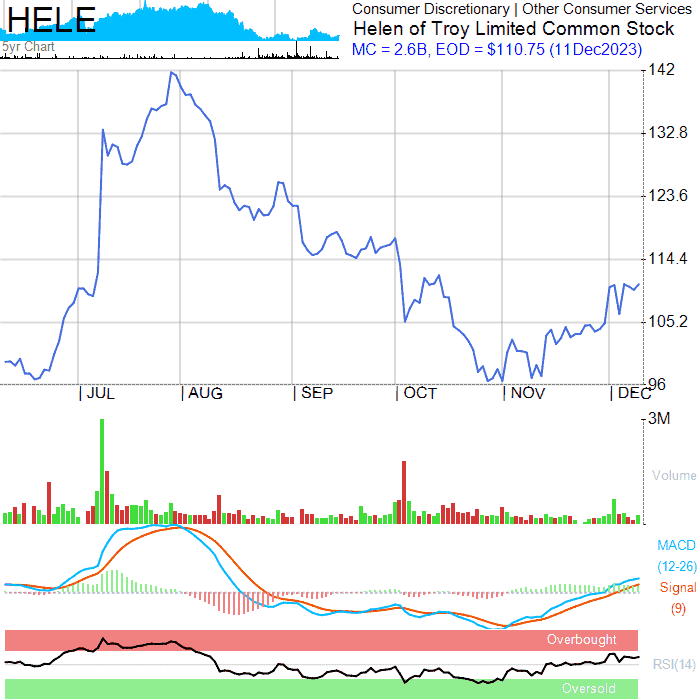 HELE
5yr Chart
Consumer Discretionary | Other Consumer Services
Helen of Troy Limited Common Stock
MC = 2.6B, EOD = $110.75 (11Dec2023)
142
132.8
123.6
114.4
105.2
96
| JUL
| AUG
| SEP
| OCT
| NOV
| DEC
3M
Volume
MACD
(12-26)
Signal
(9)
Overbought
RSI(14)
Oversold